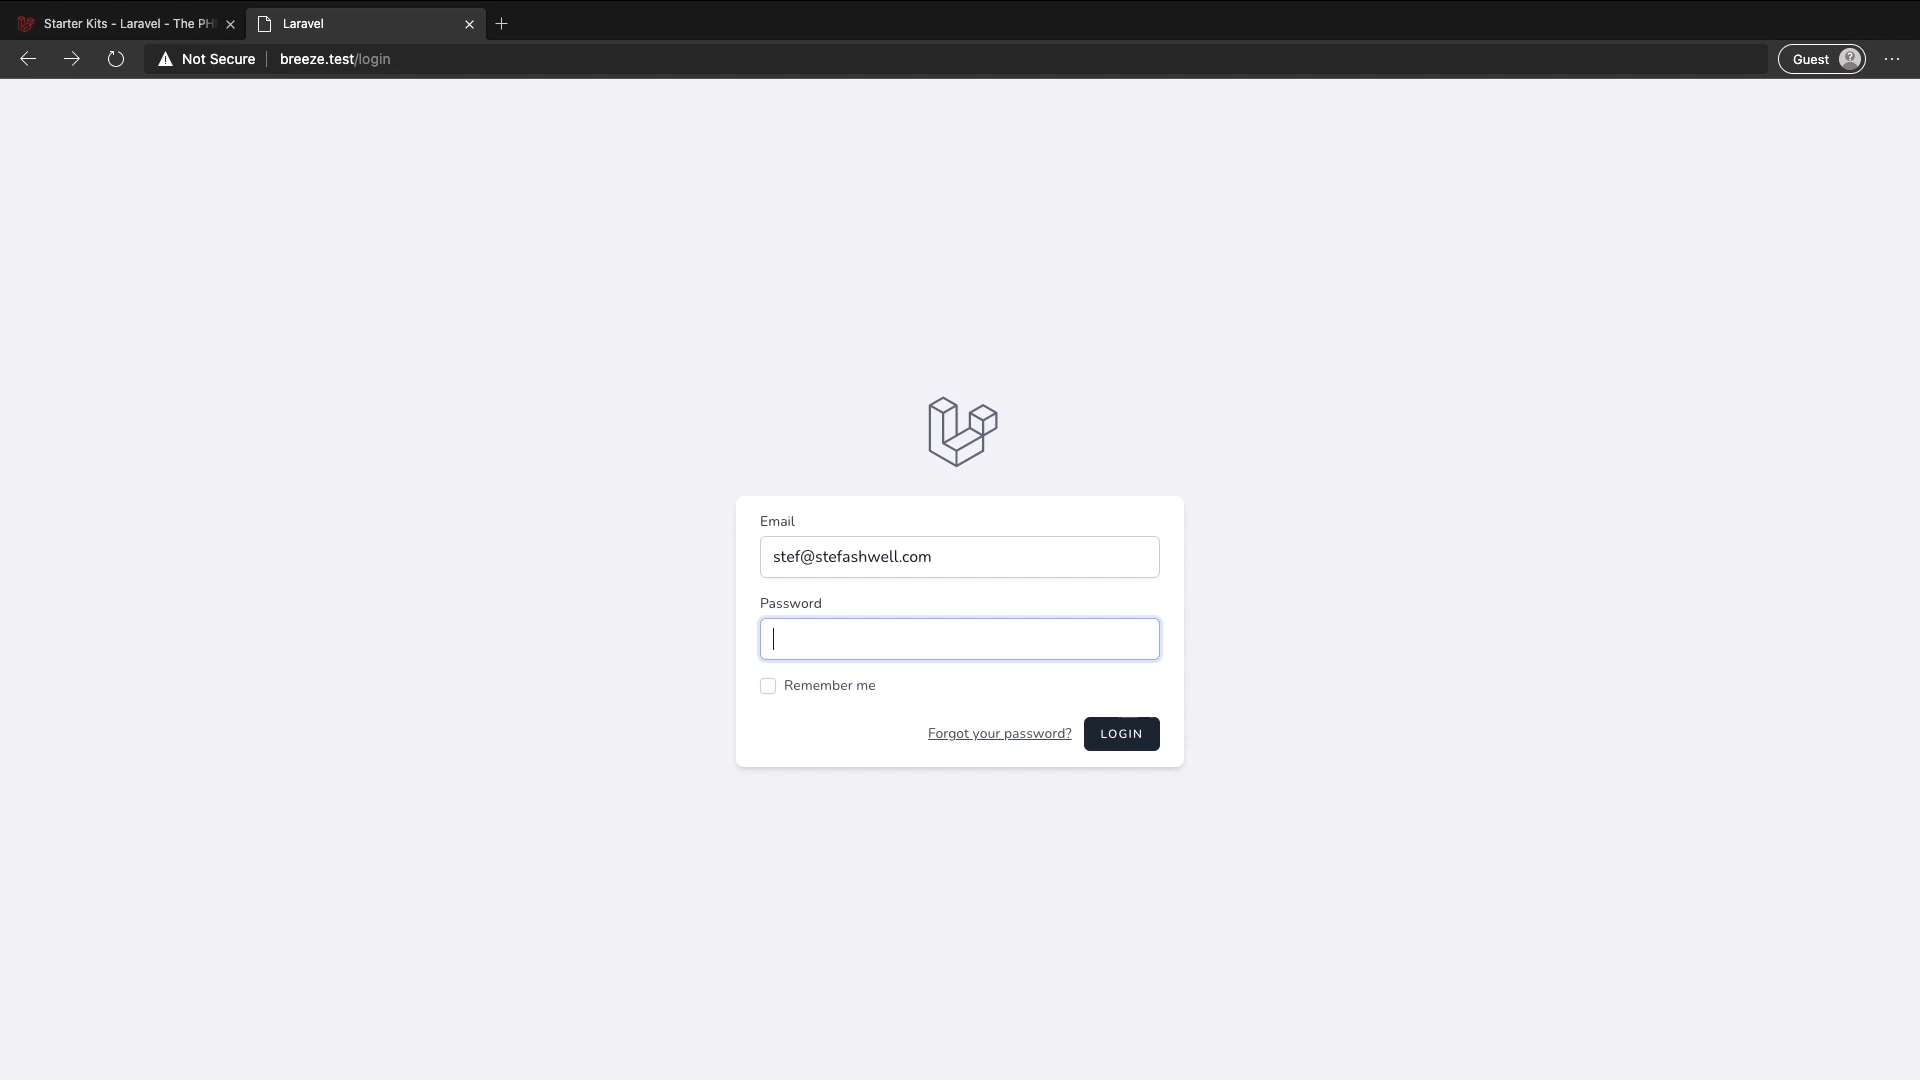 Starter Kits - Laravel - The PH
Laravel
Not Secure
breeze.test/login
Guest
Email
stef@stefashwell.com
Password
Remember me
Forgot your password?
LOGIN